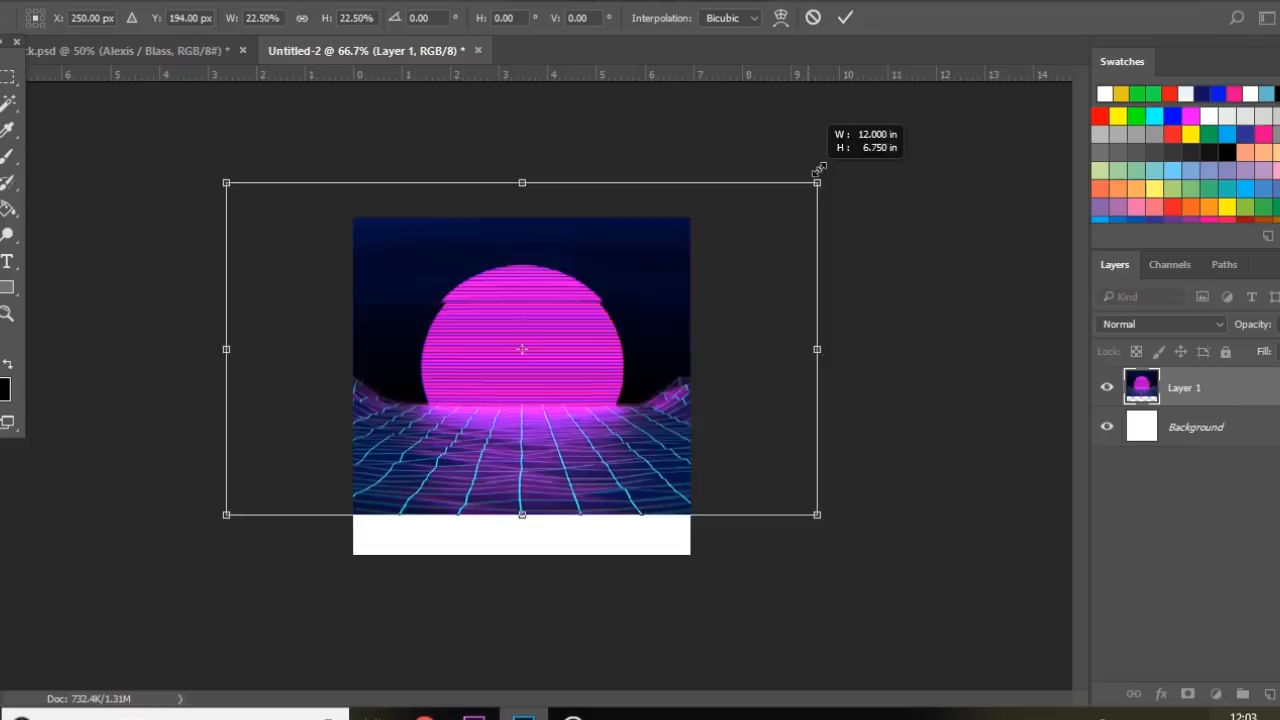 X: 250.00 px Y: 194.00 px W: 22.50% H: 22.50% 0.00 ° H: 0.00 ° V: 0.00 ° Interpolation: Bicubic
ck.psd @ 50% (Alexis / Blass, RGB/8#) * × Untitled-2 @ 66.7% (Layer 1, RGB/8) * ×
6 5 4 3 2 1 0 1 2 3 4 5 6 7 8 9 10 11 12 13 14
W : 12.000 in
H : 6.750 in
T
Swatches
Layers Channels Paths
Kind T
Normal Opacity:
Lock: Fill:
Layer 1
Background
fx
Doc: 732.4K/1.31M
12:03